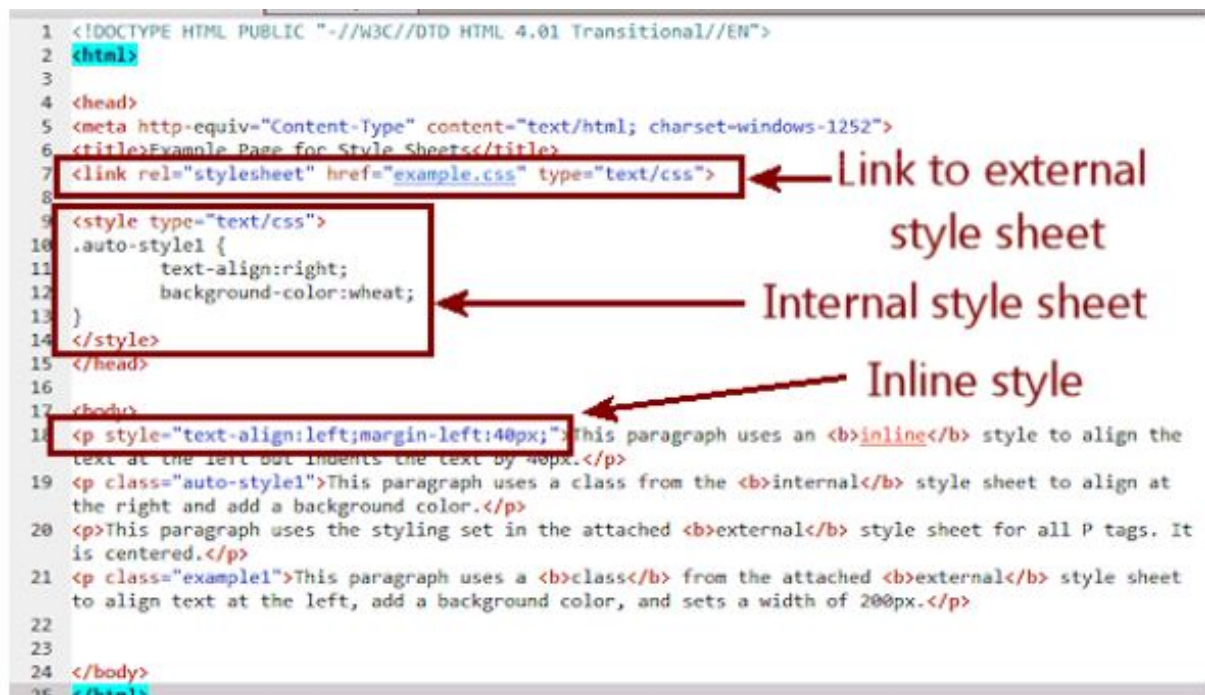 1 <!DOCTYPE HTML PUBLIC "-//W3C//DTD HTML 4.01 Transitional//EN">
2 <html>
3
4 <head>
5 <meta http-equiv="Content-Type" content="text/html; charset=windows-1252">
6 <title>Example Page for Style Sheets</title>
7 <link rel="stylesheet" href="example.css" type="text/css">
Link to external
style sheet
8
9 <style type="text/css">
10 .auto-style1 {
11 text-align:right;
12 background-color:wheat;
13 }
14 </style>
Internal style sheet
15 </head>
16
Inline style
17 <body>
18 <p style="text-align:left;margin-left:40px;">This paragraph uses an <b>inline</b> style to align the
text at the left but indents the text by 40px.</p>
19 <p class="auto-style1">This paragraph uses a class from the <b>internal</b> style sheet to align at
the right and add a background color.</p>
20 <p>This paragraph uses the styling set in the attached <b>external</b> style sheet for all P tags. It
is centered.</p>
21 <p class="example1">This paragraph uses a <b>class</b> from the attached <b>external</b> style sheet
to align text at the left, add a background color, and sets a width of 200px.</p>
22
23
24 </body>
25 </html>